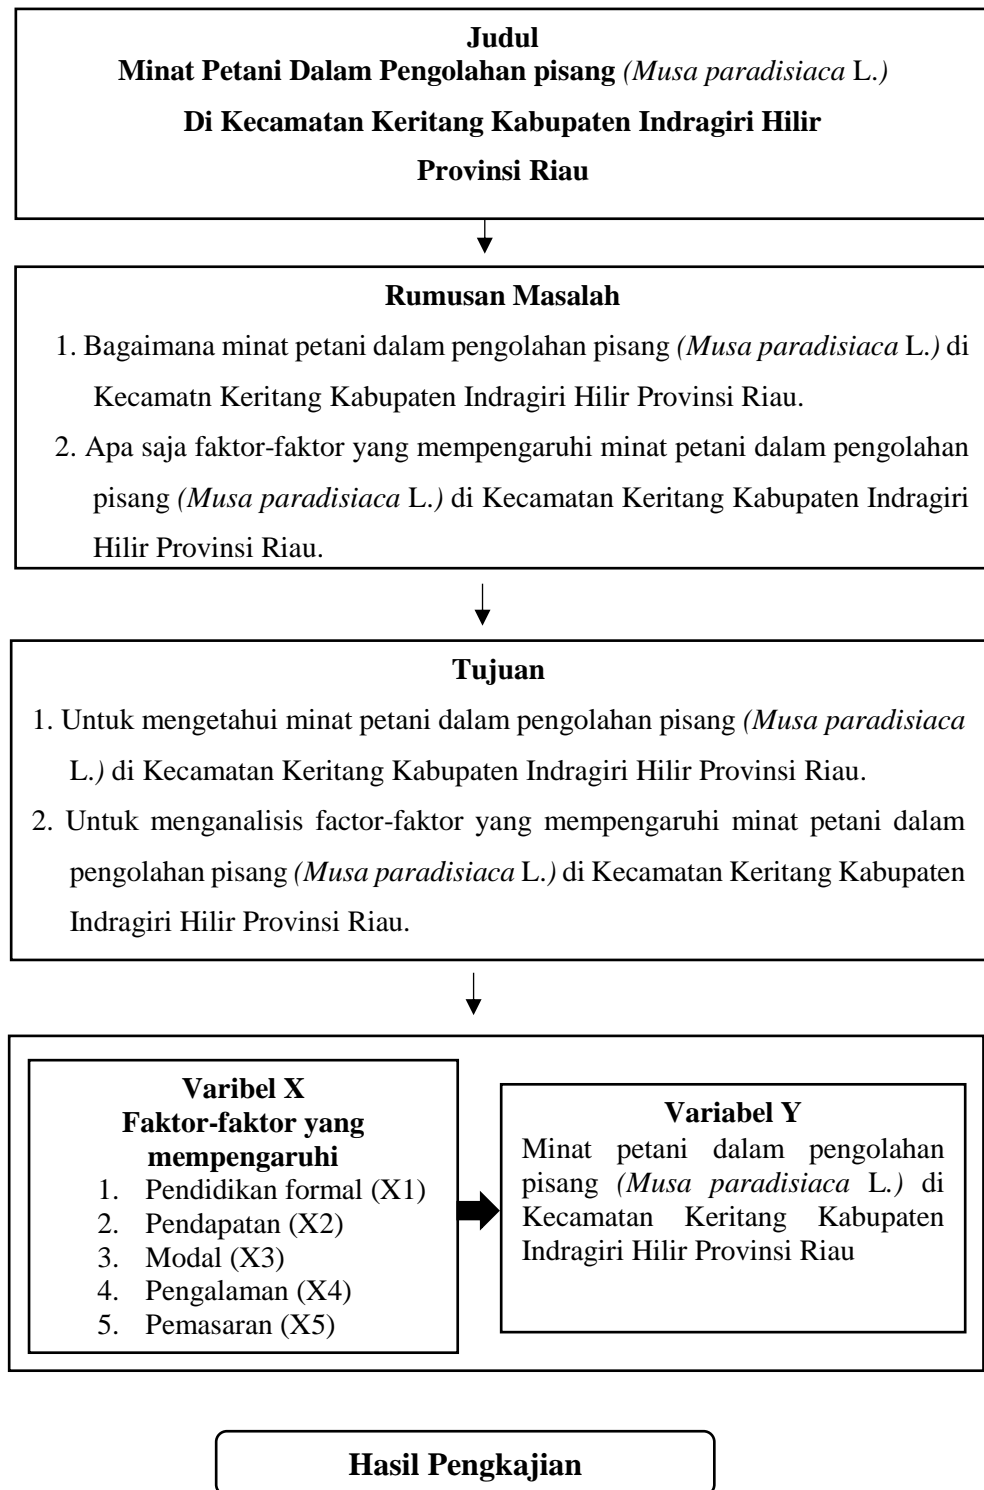 Judul
Minat Petani Dalam Pengolahan pisang (Musa paradisiaca L.)
Di Kecamatan Keritang Kabupaten Indragiri Hilir
Provinsi Riau
Rumusan Masalah
1. Bagaimana minat petani dalam pengolahan pisang (Musa paradisiaca L.) di
Kecamatn Keritang Kabupaten Indragiri Hilir Provinsi Riau.
2. Apa saja faktor-faktor yang mempengaruhi minat petani dalam pengolahan
pisang (Musa paradisiaca L.) di Kecamatan Keritang Kabupaten Indragiri
Hilir Provinsi Riau.
Tujuan
1. Untuk mengetahui minat petani dalam pengolahan pisang (Musa paradisiaca
L.) di Kecamatan Keritang Kabupaten Indragiri Hilir Provinsi Riau.
2. Untuk menganalisis factor-faktor yang mempengaruhi minat petani dalam
pengolahan pisang (Musa paradisiaca L.) di Kecamatan Keritang Kabupaten
Indragiri Hilir Provinsi Riau.
Varibel X
Faktor-faktor yang
mempengaruhi
1. Pendidikan formal (X1)
2. Pendapatan (X2)
3. Modal (X3)
4. Pengalaman (X4)
5. Pemasaran (X5)
Variabel Y
Minat petani dalam pengolahan
pisang (Musa paradisiaca L.) di
Kecamatan Keritang Kabupaten
Indragiri Hilir Provinsi Riau
Hasil Pengkajian